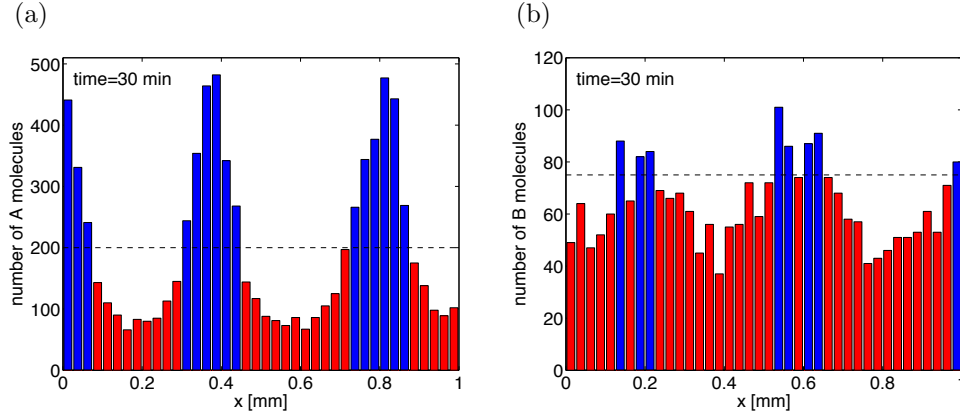 (a)
time=30 min
number of A molecules
500
400
300
200
100
0
0 0.2 0.4 0.6 0.8 1
x [mm]
(b)
time=30 min
number of B molecules
120
100
80
60
40
20
0
0 0.2 0.4 0.6 0.8 1
x [mm]